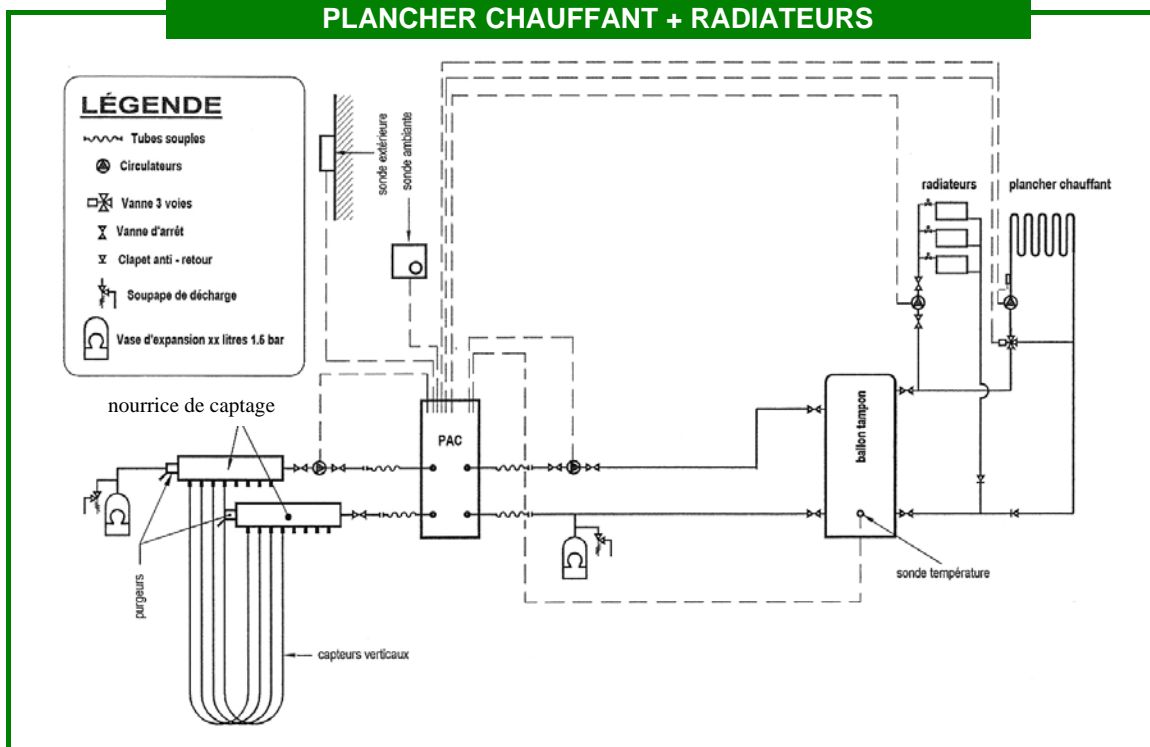 PLANCHER CHAUFFANT + RADIATEURS
LÉGENDE
Tubes souples
Circulateurs
Vanne 3 voies
Vanne d'arrêt
Clapet anti - retour
Soupape de décharge
Vase d'expansion xx litres 1.5 bar
sonde extérieure
sonde ambiante
radiateurs
plancher chauffant
nourrice de captage
PAC
ballon tampon
sonde température
purgeurs
capteurs verticaux